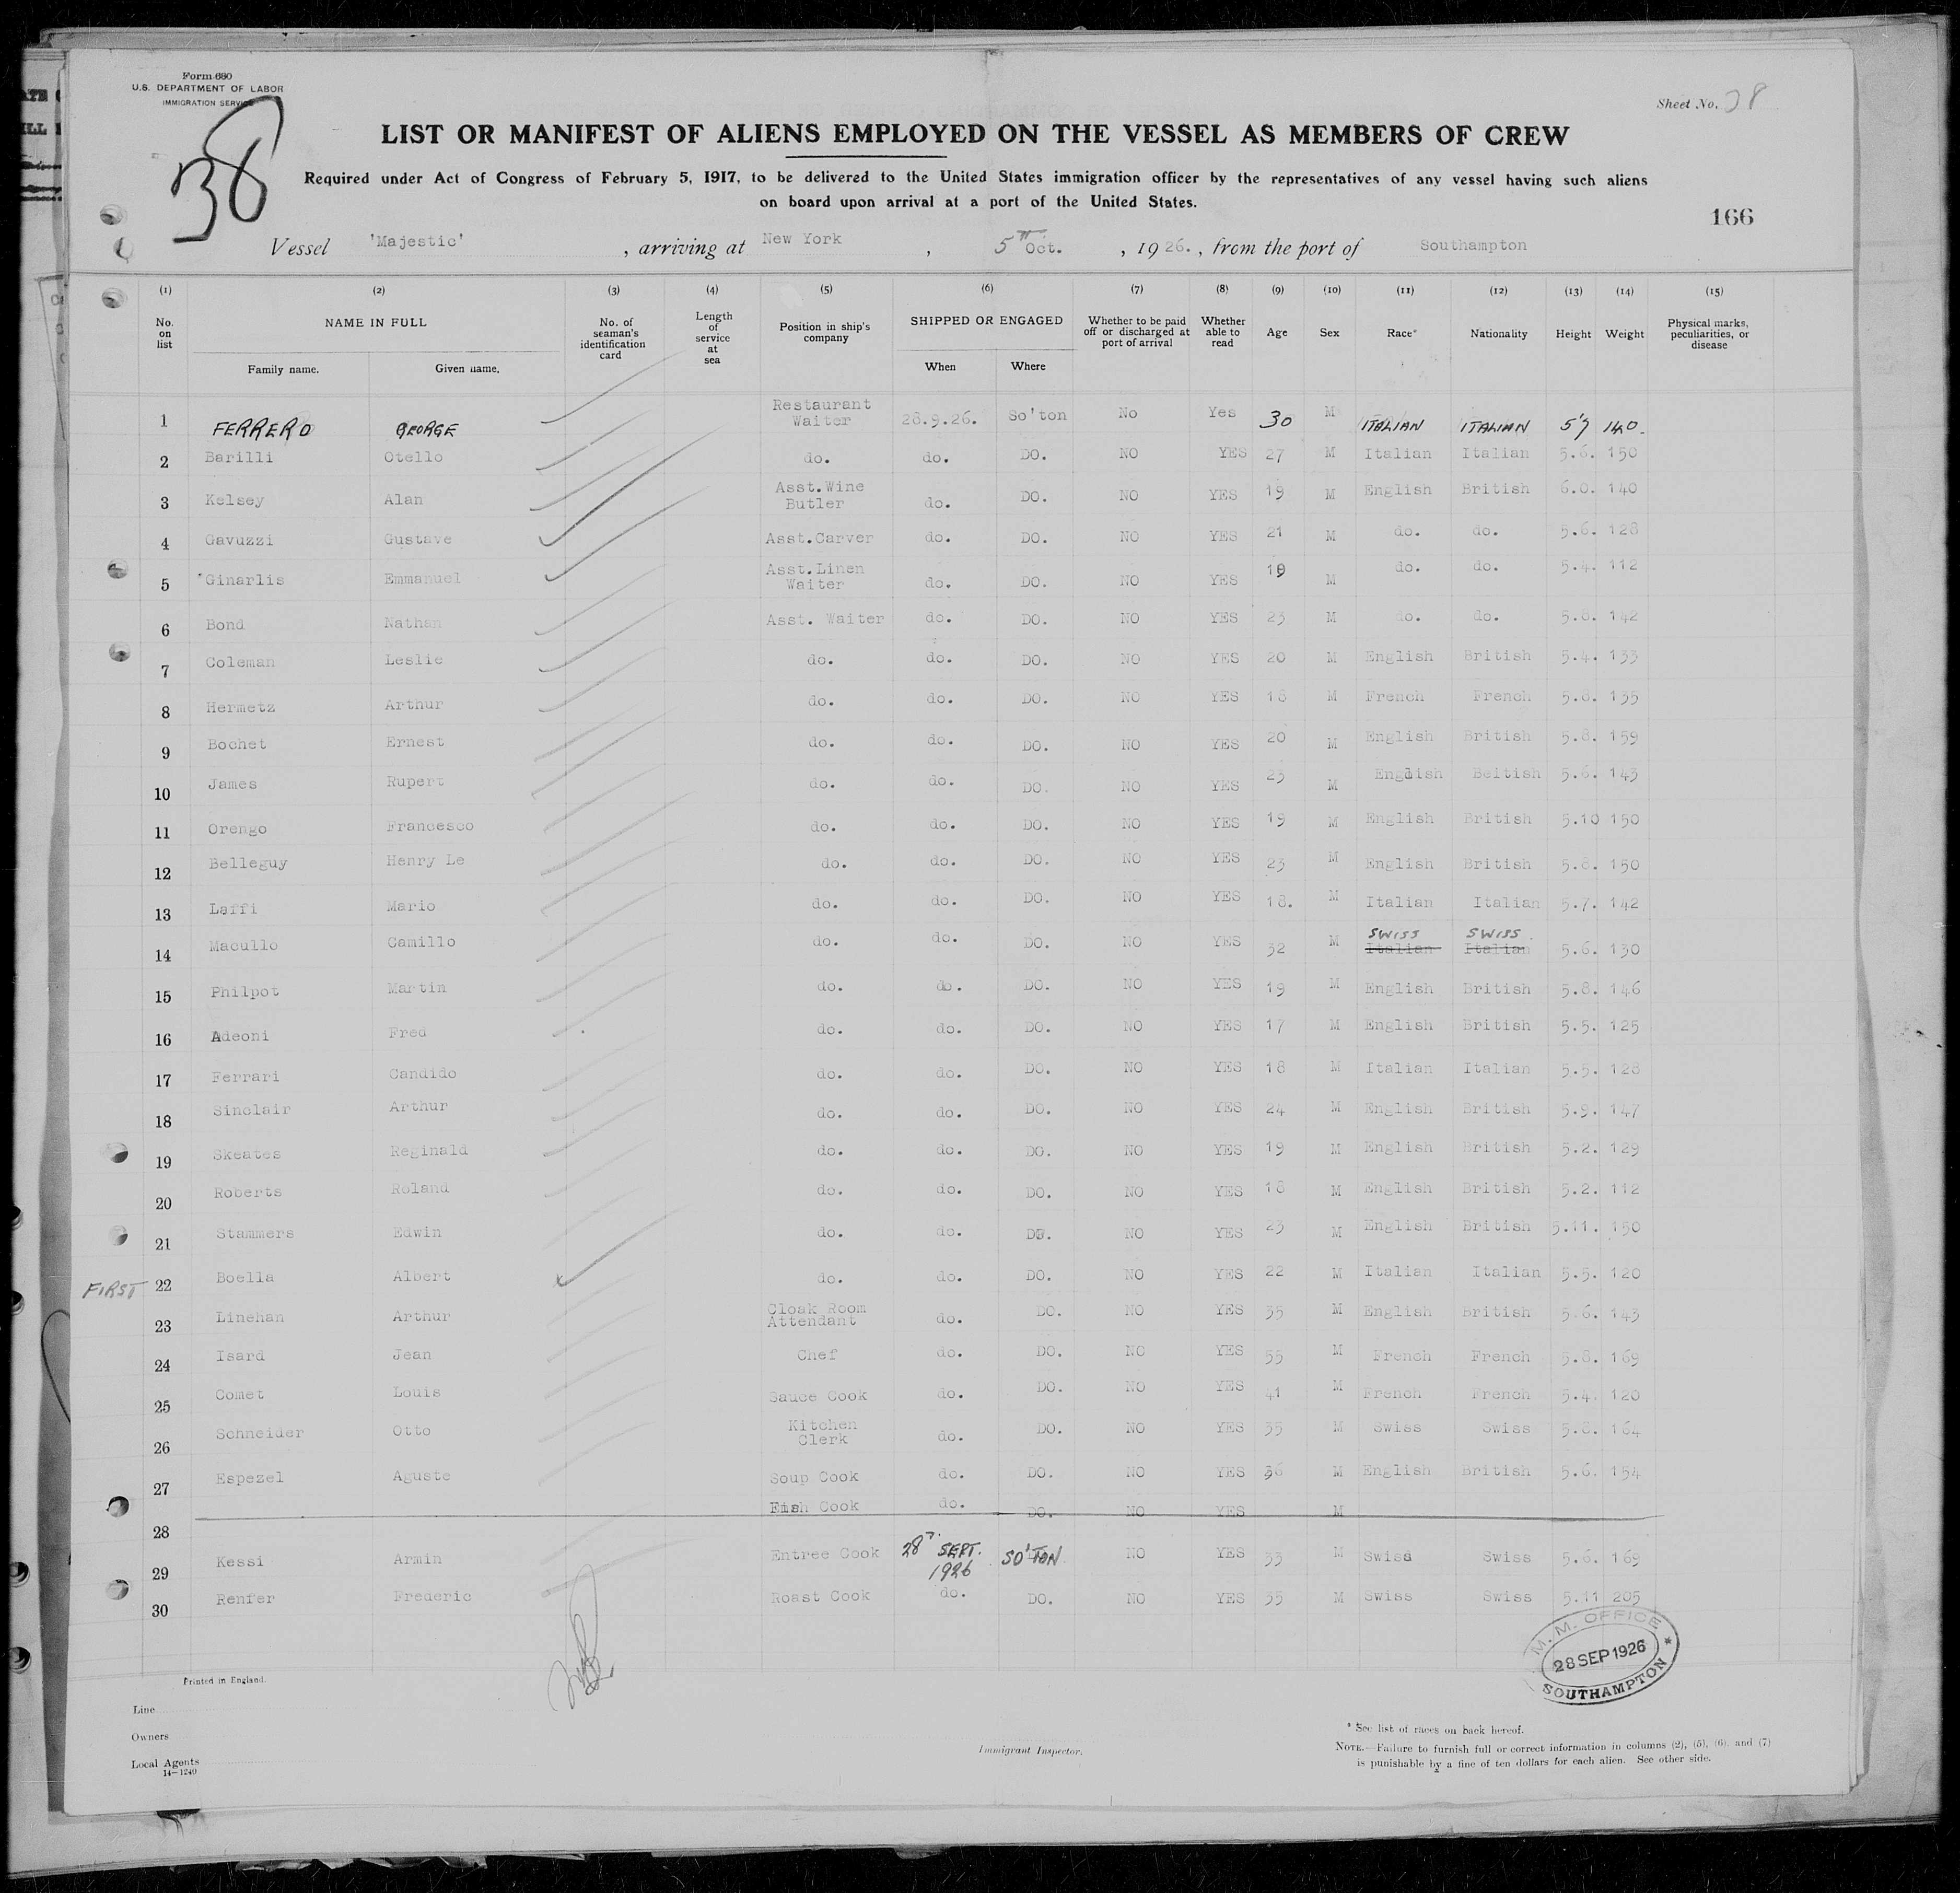 Form 680
U.S. DEPARTMENT OF LABOR
IMMIGRATION SERVICE
Sheet No.
38
LIST OR MANIFEST OF ALIENS EMPLOYED ON THE VESSEL AS MEMBERS OF CREW
Required under Act of Congress of February 5, 1917, to be delivered to the United States immigration officer by the representatives of any vessel having such aliens
on board upon arrival at a port of the United States.
166
Vessel 'Majestic' , arriving at New York , 5TH Oct. , 1926. , from the port of Southampton
(1) (2) (3) (4) (5) (6) (7) (8) (9) (10) (11) (12) (13) (14) (15)
No. on list NAME IN FULL Family name. Given name. No. of seaman's identification card Length of service at sea Position in ship's company SHIPPED OR ENGAGED When Where Whether to be paid off or discharged at port of arrival Whether able to read Age Sex Race* Nationality Height Weight Physical marks, peculiarities, or disease
1 FERRERO GEORGE Restaurant Waiter 28.9.26. So'ton No Yes 30 M ITALIAN ITALIAN 5'7 140.
2 Barilli Otello do. do. DO. NO YES 27 M Italian Italian 5.6. 150
3 Kelsey Alan Asst.Wine Butler do. DO. NO YES 19 M English British 6.0. 140
4 Gavuzzi Gustave Asst.Carver do. DO. NO YES 21 M do. do. 5.6. 128
5 Ginarlis Emmanuel Asst.Linen Waiter do. DO. NO YES 19 M do. do. 5.4. 112
6 Bond Nathan Asst. Waiter do. DO. NO YES 23 M do. do. 5.8. 142
7 Coleman Leslie do. do. DO. NO YES 20 M English British 5.4. 133
8 Hermetz Arthur do. do. DO. NO YES 18 M French French 5.8. 135
9 Bochet Ernest do. do. DO. NO YES 20 M English British 5.8. 159
10 James Rupert do. do. DO. NO YES 23 M English Beitish 5.6. 143
11 Orengo Francesco do. do. DO. NO YES 19 M English British 5.10 150
12 Belleguy Henry Le do. do. DO. NO YES 23 M English British 5.8. 150
13 Laffi Mario do. do. DO. NO YES 18. M Italian Italian 5.7. 142
14 Macullo Camillo do. do. DO. NO YES 32 M SWISS Italian SWISS. Italian 5.6. 130
15 Philpot Martin do. do. DO. NO YES 19 M English British 5.8. 146
16 Adeoni Fred do. do. DO. NO YES 17 M English British 5.5. 125
17 Ferrari Candido do. do. DO. NO YES 18 M Italian Italian 5.5. 128
18 Sinclair Arthur do. do. DO. NO YES 24 M English British 5.9. 147
19 Skeates Reginald do. do. DO. NO YES 19 M English British 5.2. 129
20 Roberts Roland do. do. DO. NO YES 18 M English British 5.2. 112
21 Stammers Edwin do. do. DO. NO YES 23 M English British 5.11. 150
FIRST 22 Boella Albert do. do. DO. NO YES 22 M Italian Italian 5.5. 120
23 Linehan Arthur Cloak Room Attendant do. DO. NO YES 35 M English British 5.6. 143
24 Isard Jean Chef do. DO. NO YES 55 M French French 5.8. 169
25 Comet Louis Sauce Cook do. DO. NO YES 41 M French French 5.4. 120
26 Schneider Otto Kitchen Clerk do. DO. NO YES 35 M Swiss Swiss 5.8. 164
27 Espezel Aguste Soup Cook do. DO. NO YES 36 M English British 5.6. 154
28 Fish Cook do. DO. NO YES M
29 Kessi Armin Entree Cook 28T SEPT. 1926 SO'TON NO YES 33 M Swiss Swiss 5.6. 169
30 Renfer Frederic Roast Cook do. DO. NO YES 35 M Swiss Swiss 5.11 205
M.M. OFFICE
28 SEP 1926
SOUTHAMPTON
Printed in England.
Line
Owners
Local Agents
14—1240
Immigrant Inspector.
* See list of races on back hereof.
NOTE.—Failure to furnish full or correct information in columns (2), (5), (6), and (7)
is punishable by a fine of ten dollars for each alien. See other side.